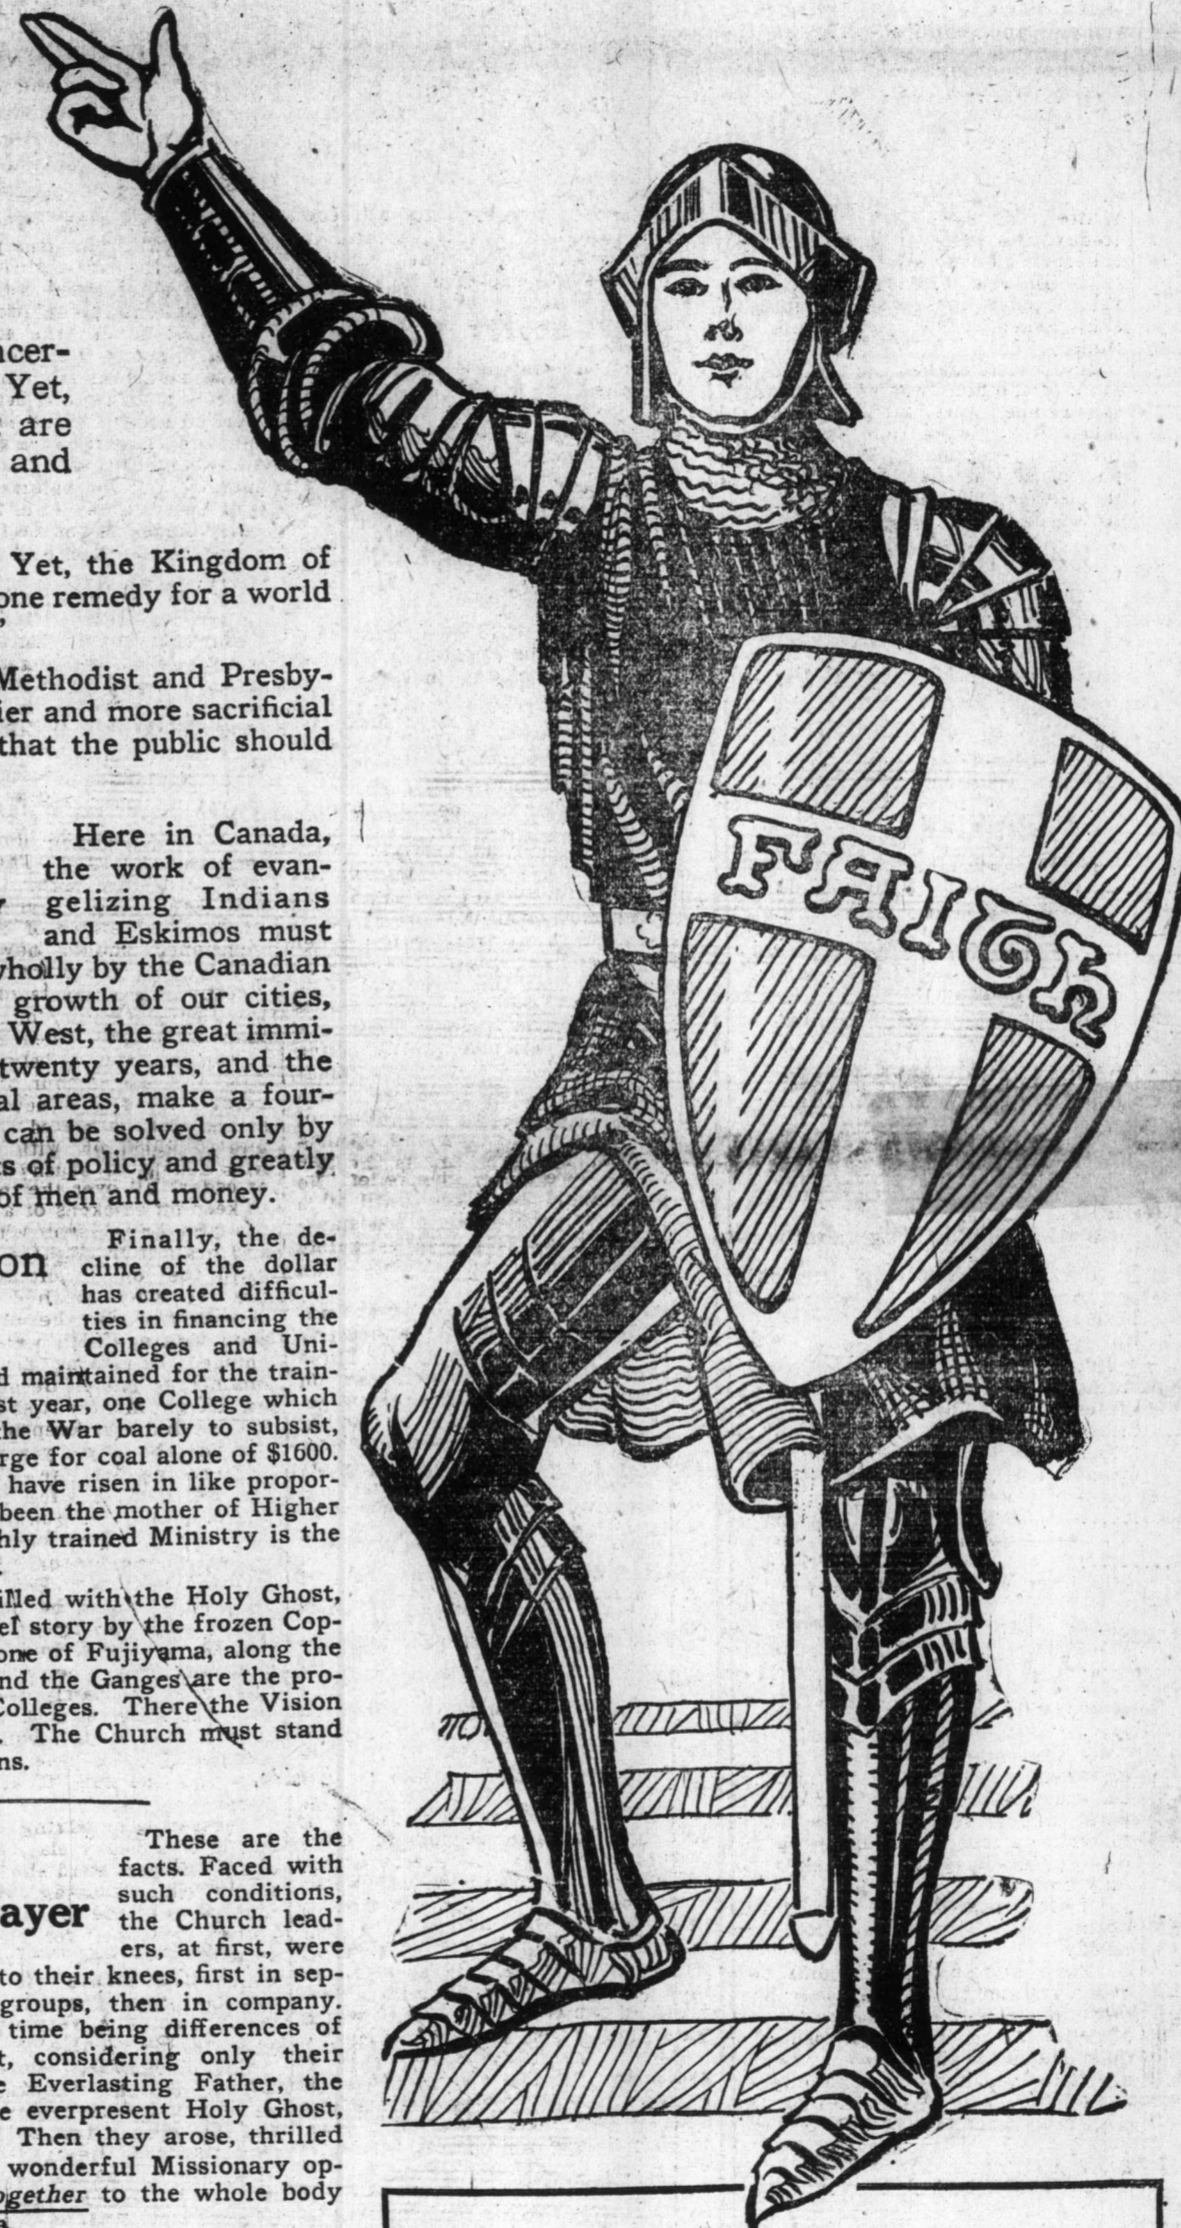 Yet,
are
and
Yet, the Kingdom of
one remedy for a world
Methodist and Presby-
ier and more sacrificial
that the public should
Here in Canada,
the work of evan-
gelizing Indians
and Eskimos must
wholly by the Canadian
growth of our cities,
West, the great immi-
twenty years, and the
al areas, make a four-
can be solved only by
s of policy and greatly
of men and money.
Finally, the de-
on cline of the dollar
has created difficul-
ties in financing the
Colleges and Uni-
d maintained for the train-
st year, one College which
the War barely to subsist,
rge for coal alone of $1600.
have risen in like propor-
been the mother of Higher
hly trained Ministry is the
illed with the Holy Ghost,
el story by the frozen Cop-
one of Fujiyama, along the
nd the Ganges are the pro-
Colleges. There the Vision
. The Church must stand
ns.
These are the
facts. Faced with
such conditions,
ayer the Church lead-
ers, at first, were
to their knees, first in sep-
groups, then in company.
time being differences of
t, considering only their
e Everlasting Father, the
e everpresent Holy Ghost,
Then they arose, thrilled
wonderful Missionary op-
ogether to the whole body
FAITH